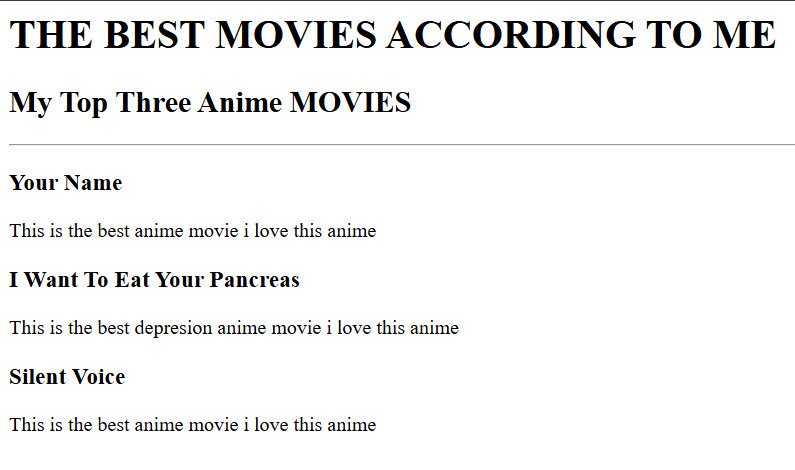 THE BEST MOVIES ACCORDING TO ME
My Top Three Anime MOVIES
Your Name
This is the best anime movie i love this anime
I Want To Eat Your Pancreas
This is the best depresion anime movie i love this anime
Silent Voice
This is the best anime movie i love this anime